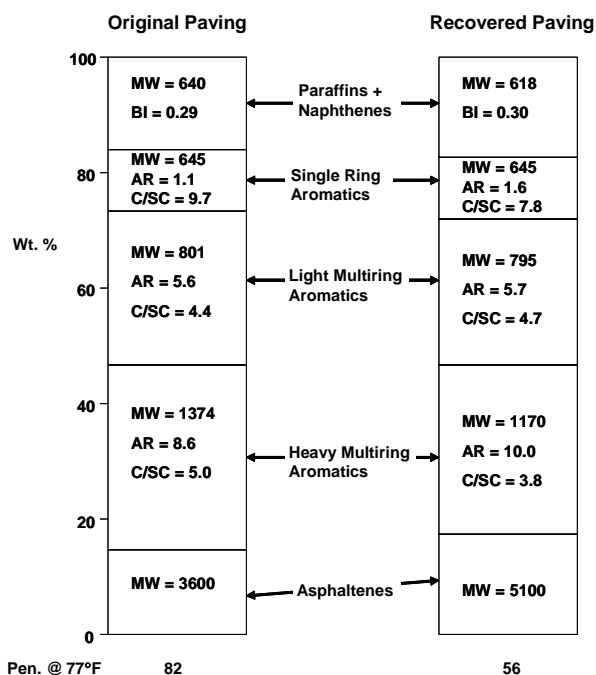 Original Paving
Recovered Paving
Wt. %
100
80
60
40
20
0
MW = 640
BI = 0.29
MW = 645
AR = 1.1
C/SC = 9.7
MW = 801
AR = 5.6
C/SC = 4.4
MW = 1374
AR = 8.6
C/SC = 5.0
MW = 3600
Paraffins +
Naphthenes
Single Ring
Aromatics
Light Multiring
Aromatics
Heavy Multiring
Aromatics
Asphaltenes
MW = 618
BI = 0.30
MW = 645
AR = 1.6
C/SC = 7.8
MW = 795
AR = 5.7
C/SC = 4.7
MW = 1170
AR = 10.0
C/SC = 3.8
MW = 5100
Pen. @ 77°F 82 56